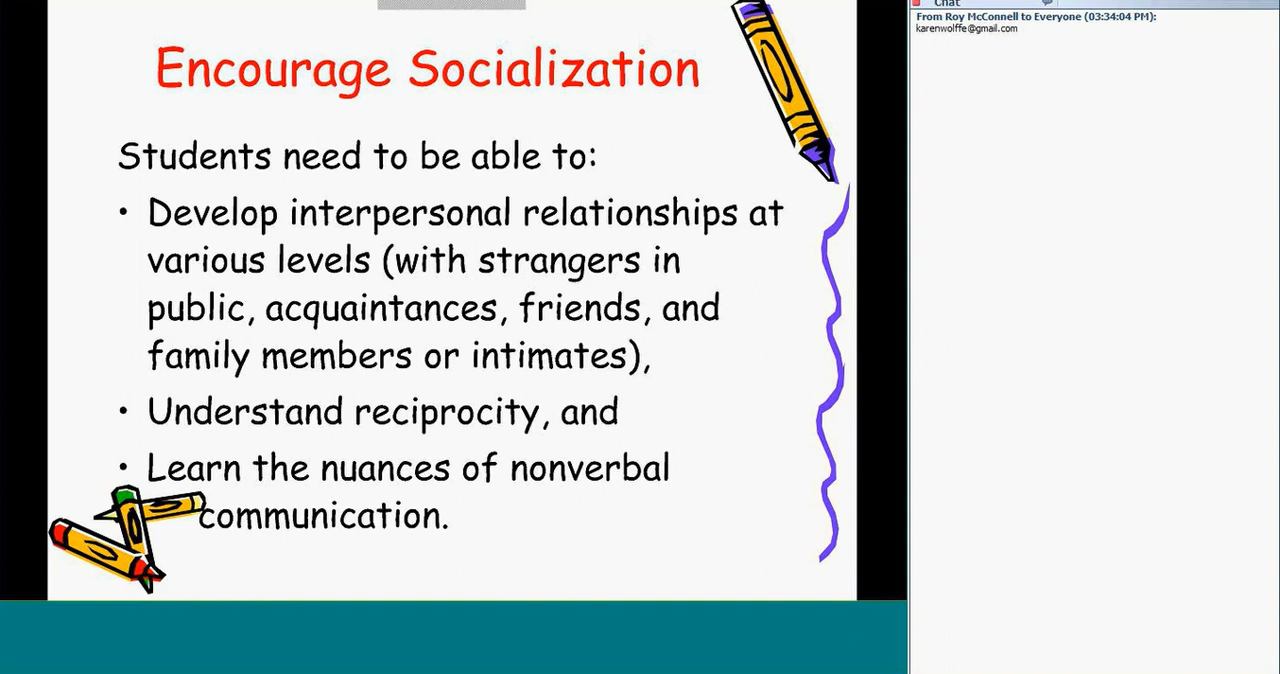 Encourage Socialization
Students need to be able to:
• Develop interpersonal relationships at
various levels (with strangers in
public, acquaintances, friends, and
family members or intimates),
• Understand reciprocity, and
• Learn the nuances of nonverbal
communication.
Chat
From Roy McConnell to Everyone (03:34:04 PM):
karenwolffe@gmail.com